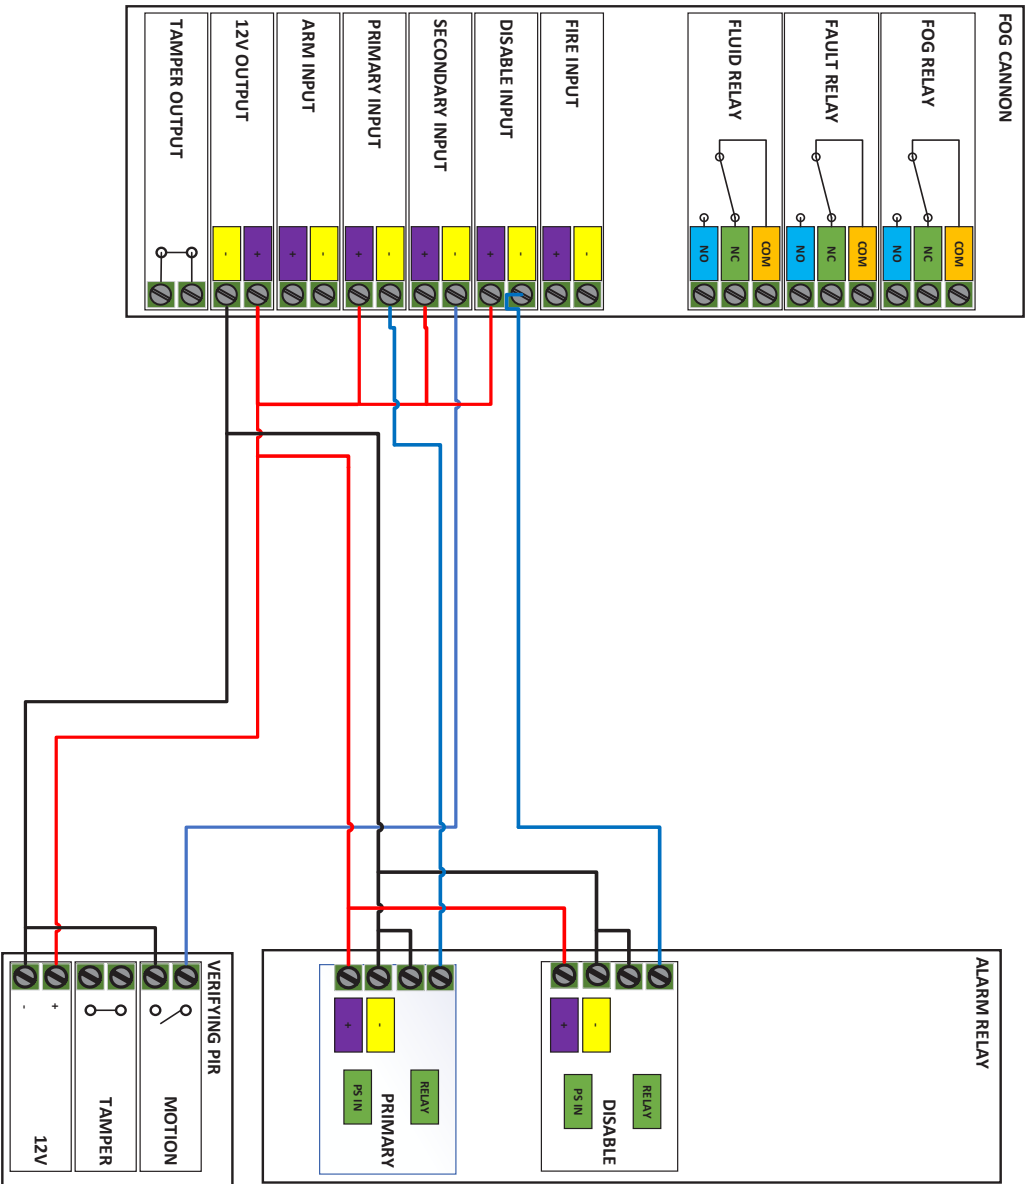 FOG CANNON
FOG RELAY
COM
NC
NO
FAULT RELAY
COM
NC
NO
FLUID RELAY
COM
NC
NO
FIRE INPUT
-
+
DISABLE INPUT
-
+
SECONDARY INPUT
-
+
PRIMARY INPUT
-
+
ARM INPUT
-
+
12V OUTPUT
+
-
TAMPER OUTPUT
ALARM RELAY
-
+
RELAY
PS IN
DISABLE
-
+
RELAY
PS IN
PRIMARY
VERIFYING PIR
MOTION
TAMPER
+
-
12V